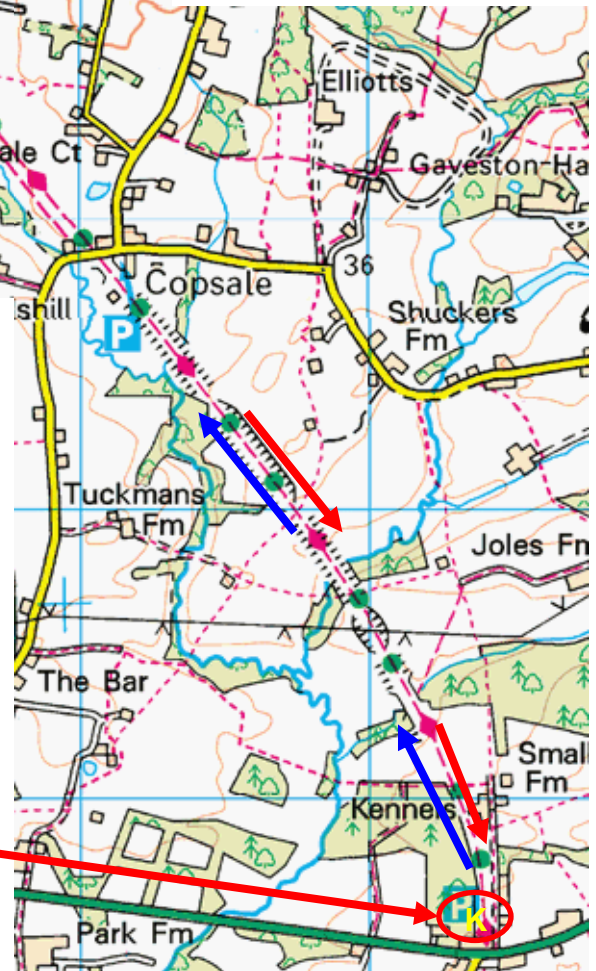 Elliotts
ale Ct
Gaveston Ha
36
Copsale
shill
P
Shuckers
Fm
Tuckmans
Fm
Joles Fm
The Bar
Small
Fm
Kenners
K
Park Fm